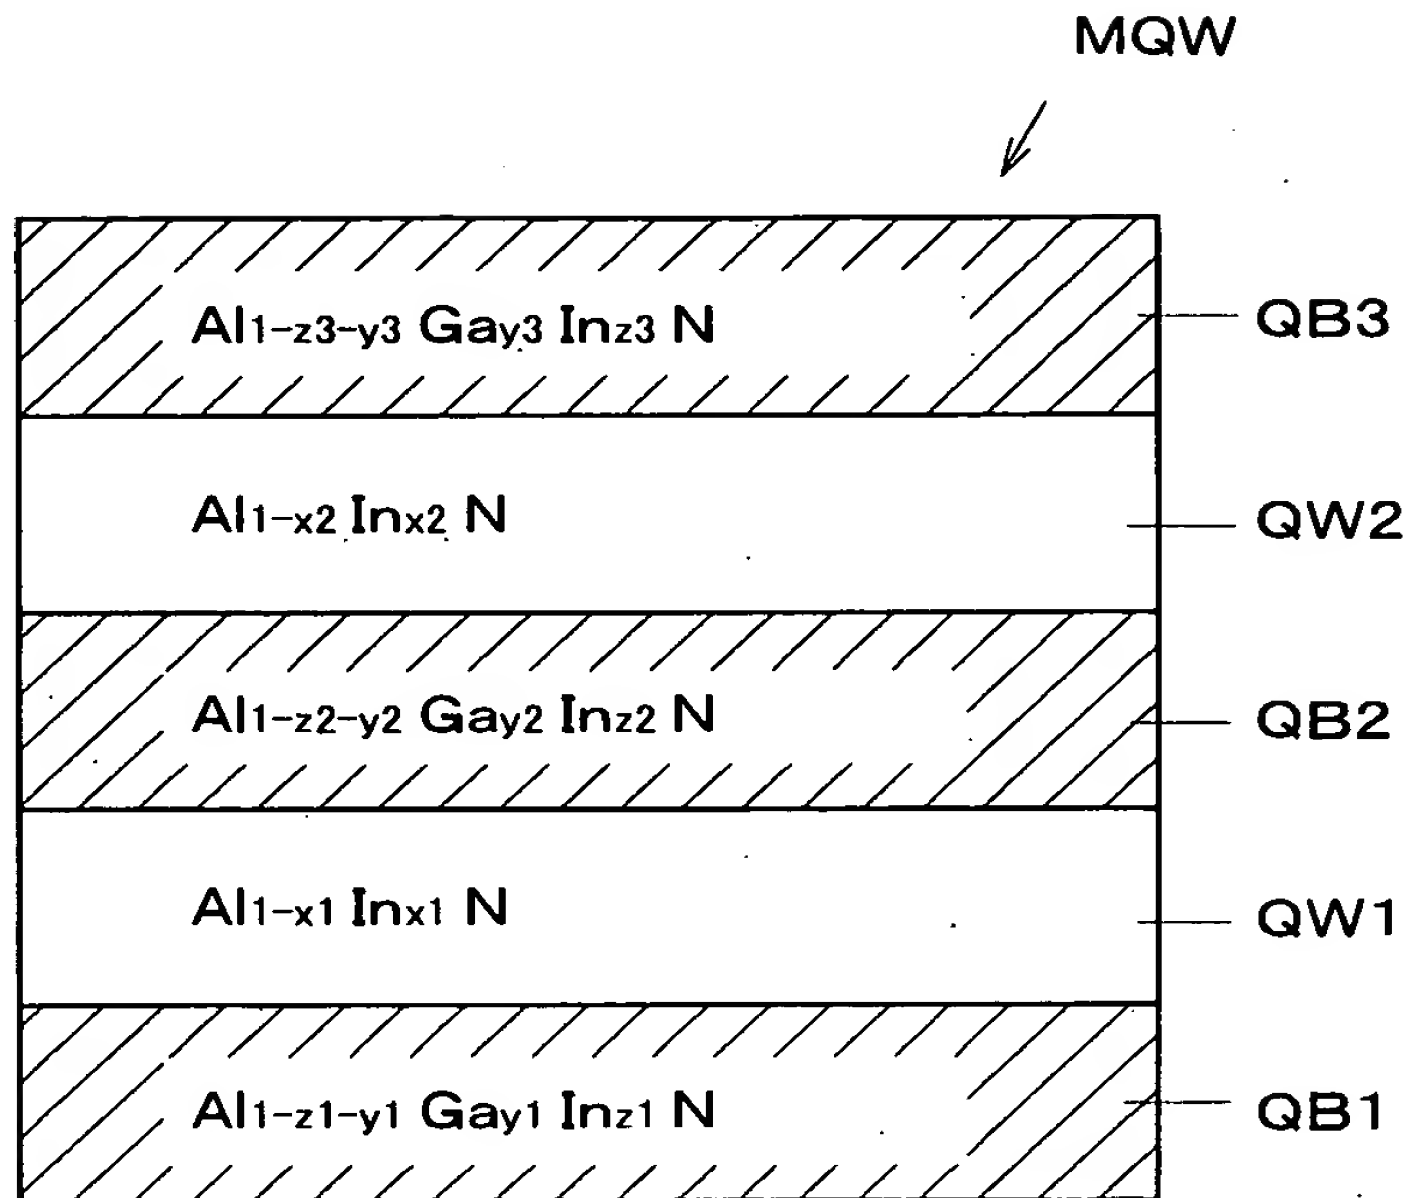 MQW
Al1-z3-y3 Gay3 Inz3 N QB3
Al1-x2 Inx2 N QW2
Al1-z2-y2 Gay2 Inz2 N QB2
Al1-x1 Inx1 N QW1
Al1-z1-y1 Gay1 Inz1 N QB1